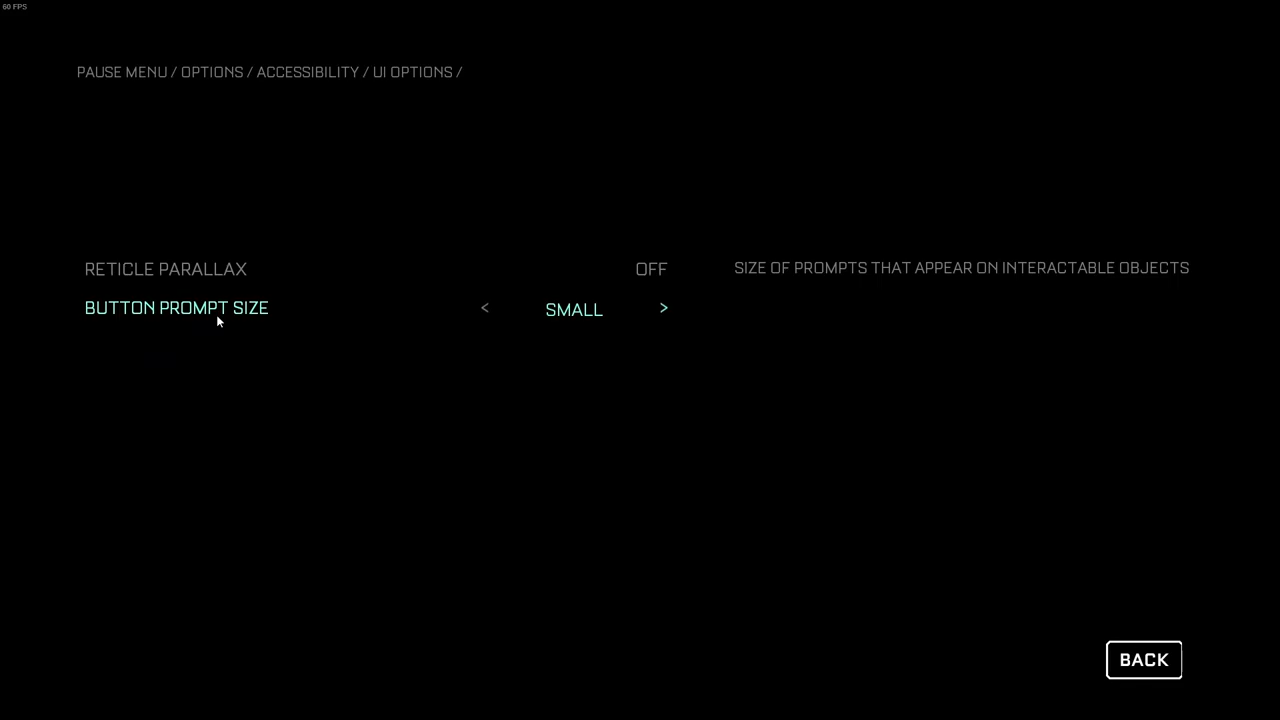 60 FPS
PAUSE MENU / OPTIONS / ACCESSIBILITY / UI OPTIONS /
RETICLE PARALLAX OFF SIZE OF PROMPTS THAT APPEAR ON INTERACTABLE OBJECTS
BUTTON PROMPT SIZE < SMALL >
BACK